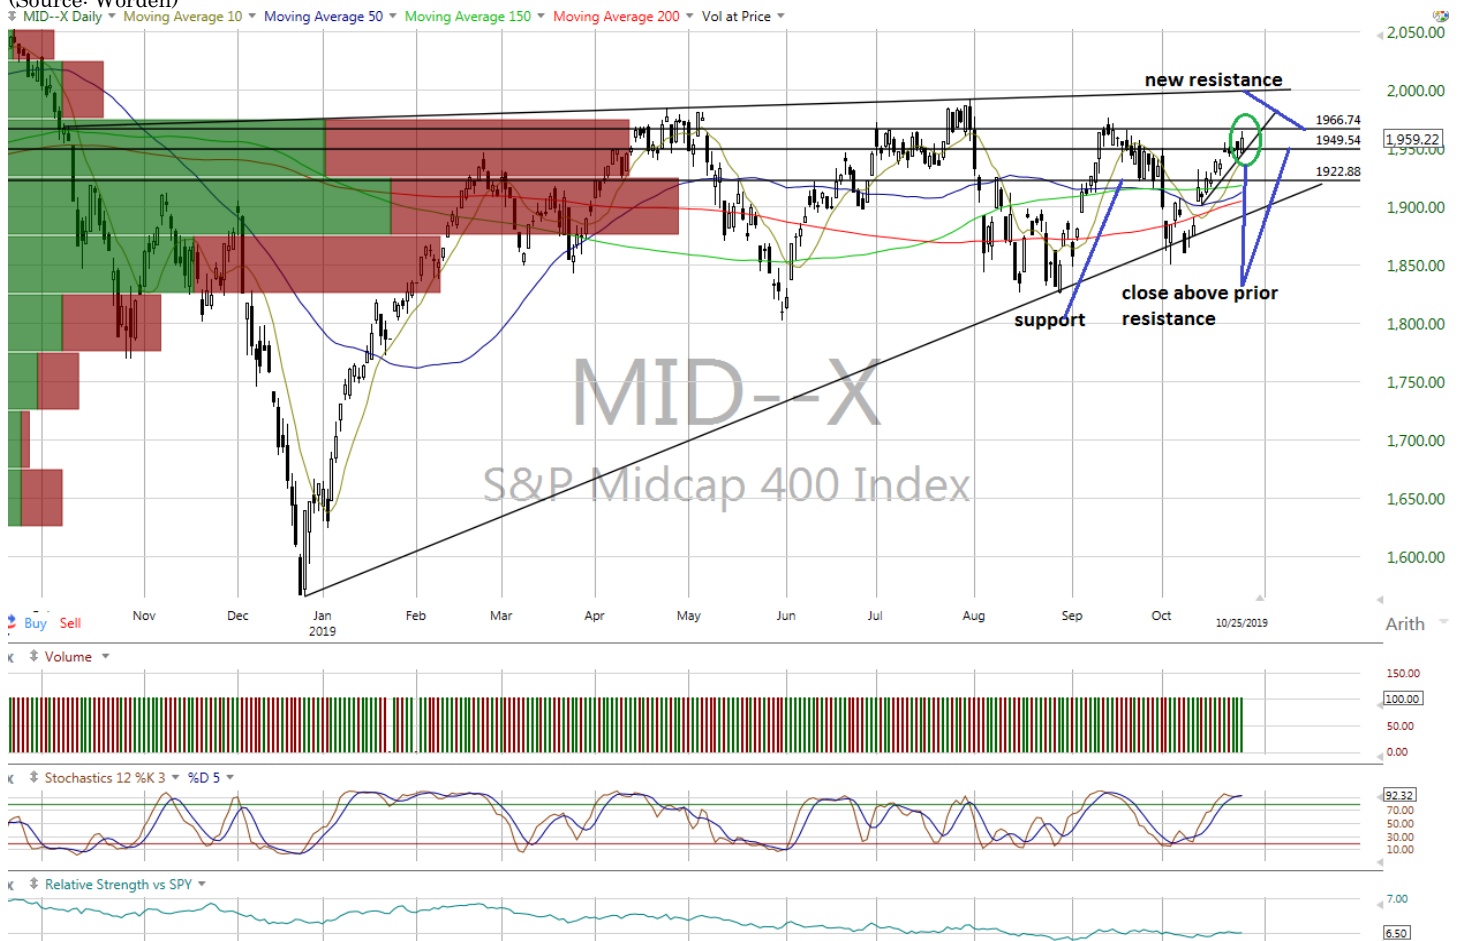 (Source: Worden)
MID--X Daily Moving Average 10 Moving Average 50 Moving Average 150 Moving Average 200 Vol at Price
2,050.00
new resistance
2,000.00
1966.74
1949.54
1,959.22
1922.88
1,900.00
1,850.00
close above prior
resistance
support
1,800.00
MID--X
1,750.00
1,700.00
S&P Midcap 400 Index
1,650.00
1,600.00
Nov Dec Jan Feb Mar Apr May Jun Jul Aug Sep Oct
2019
10/25/2019
Buy Sell
Arith
x Volume
150.00
100.00
50.00
0.00
x Stochastics 12 %K 3 %D 5
92.32
70.00
50.00
30.00
10.00
x Relative Strength vs SPY
7.00
6.50